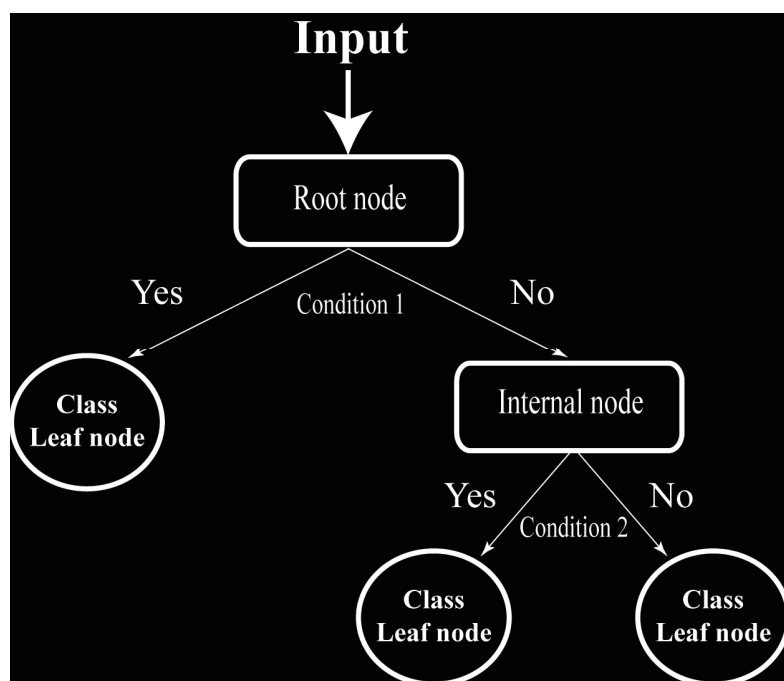 Input
Root node
Yes
Condition 1
No
Class
Leaf node
Internal node
Yes
Condition 2
No
Class
Leaf node
Class
Leaf node